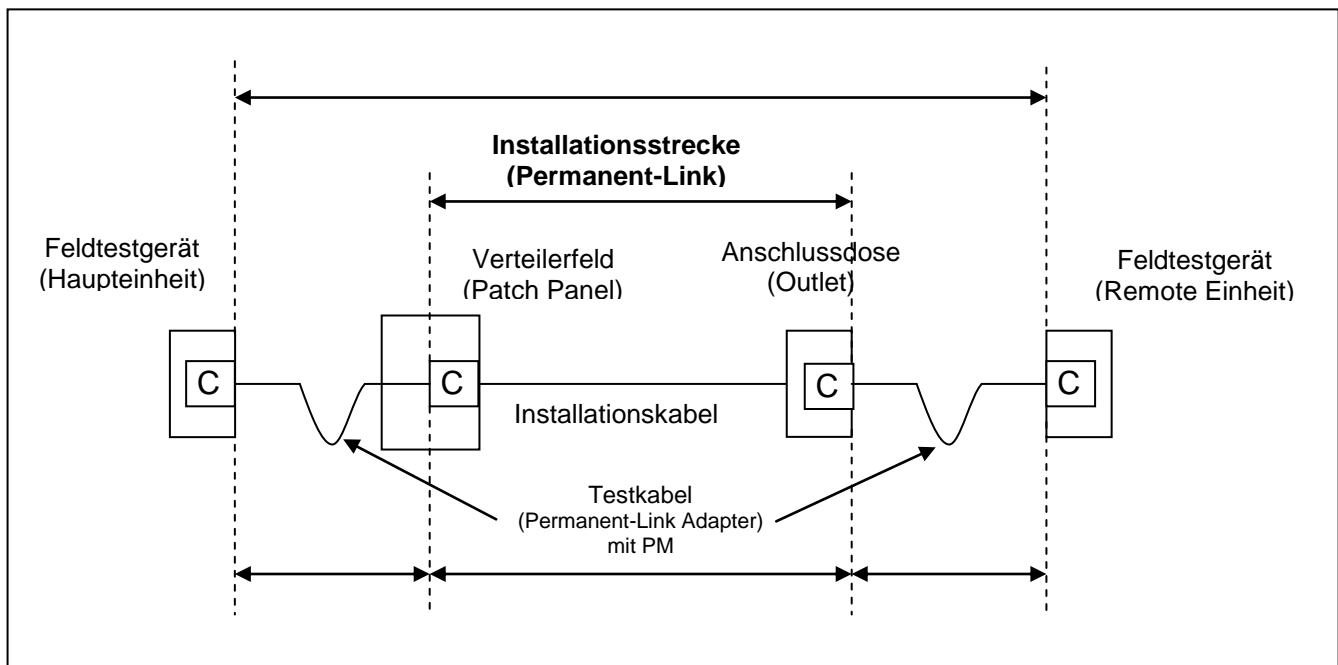 Installationsstrecke
(Permanent-Link)
Feldtestgerät
(Haupteinheit)
Verteilerfeld
(Patch Panel)
Anschlussdose
(Outlet)
Feldtestgerät
(Remote Einheit)
C
C
C
C
Installationskabel
Testkabel
(Permanent-Link Adapter)
mit PM